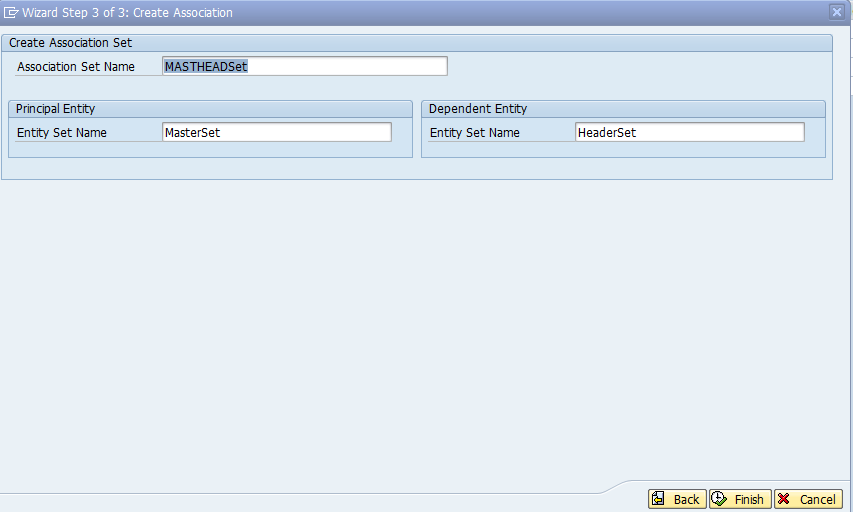 Wizard Step 3 of 3: Create Association
Create Association Set
Association Set Name MASTHEADSet
Principal Entity
Entity Set Name MasterSet
Dependent Entity
Entity Set Name HeaderSet
Back Finish Cancel